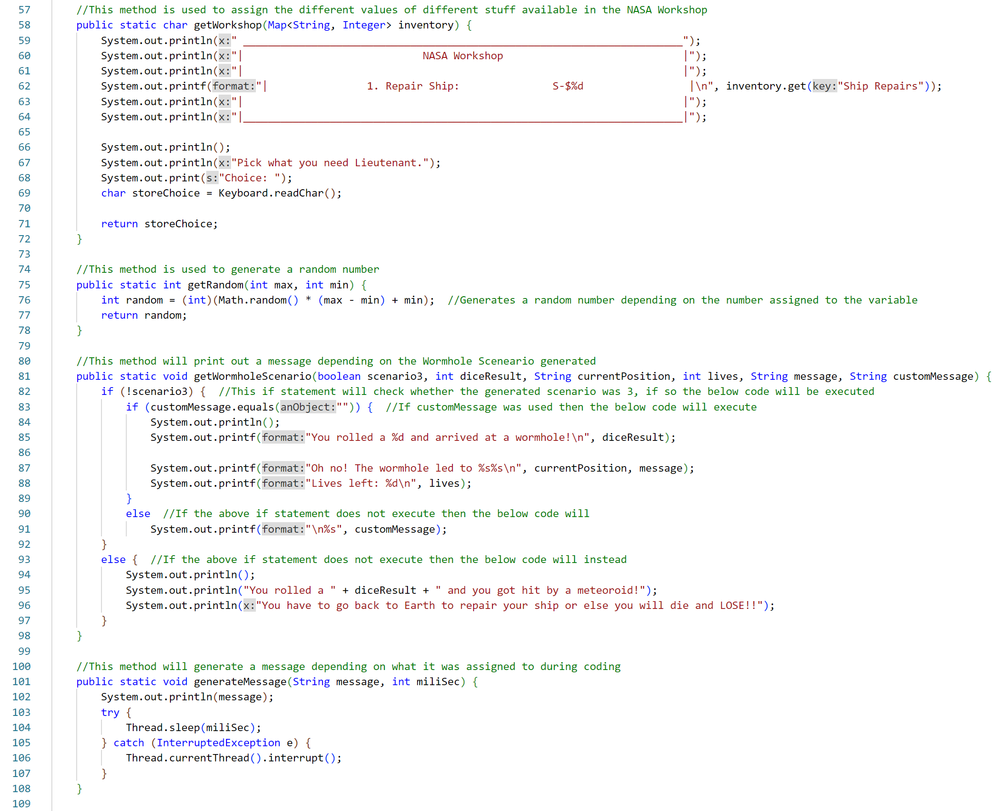 57 //This method is used to assign the different values of different stuff available in the NASA Workshop
58 public static char getWorkshop(Map<String, Integer> inventory) {
59 System.out.println(x:" _______________________________________________________________________");
60 System.out.println(x:"|                             NASA Workshop                             |");
61 System.out.println(x:"|                                                                       |");
62 System.out.printf(format:"|                1. Repair Ship:               S-$%d                 |\n", inventory.get(key:"Ship Repairs"));
63 System.out.println(x:"|                                                                       |");
64 System.out.println(x:"|_______________________________________________________________________|");
65
66 System.out.println();
67 System.out.println(x:"Pick what you need Lieutenant.");
68 System.out.print(s:"Choice: ");
69 char storeChoice = Keyboard.readChar();
70
71 return storeChoice;
72 }
73
74 //This method is used to generate a random number
75 public static int getRandom(int max, int min) {
76 int random = (int)(Math.random() * (max - min) + min);  //Generates a random number depending on the number assigned to the variable
77 return random;
78 }
79
80 //This method will print out a message depending on the Wormhole Sceneario generated
81 public static void getWormholeScenario(boolean scenario3, int diceResult, String currentPosition, int lives, String message, String customMessage) {
82 if (!scenario3) {  //This if statement will check whether the generated scenario was 3, if so the below code will be executed
83 if (customMessage.equals(anObject:"")) {  //If customMessage was used then the below code will execute
84 System.out.println();
85 System.out.printf(format:"You rolled a %d and arrived at a wormhole!\n", diceResult);
86
87 System.out.printf(format:"Oh no! The wormhole led to %s%s\n", currentPosition, message);
88 System.out.printf(format:"Lives left: %d\n", lives);
89 }
90 else  //If the above if statement does not execute then the below code will
91 System.out.printf(format:"\n%s", customMessage);
92 }
93 else {  //If the above if statement does not execute then the below code will instead
94 System.out.println();
95 System.out.println("You rolled a " + diceResult + " and you got hit by a meteoroid!");
96 System.out.println(x:"You have to go back to Earth to repair your ship or else you will die and LOSE!!");
97 }
98 }
99
100 //This method will generate a message depending on what it was assigned to during coding
101 public static void generateMessage(String message, int miliSec) {
102 System.out.println(message);
103 try {
104 Thread.sleep(miliSec);
105 } catch (InterruptedException e) {
106 Thread.currentThread().interrupt();
107 }
108 }
109